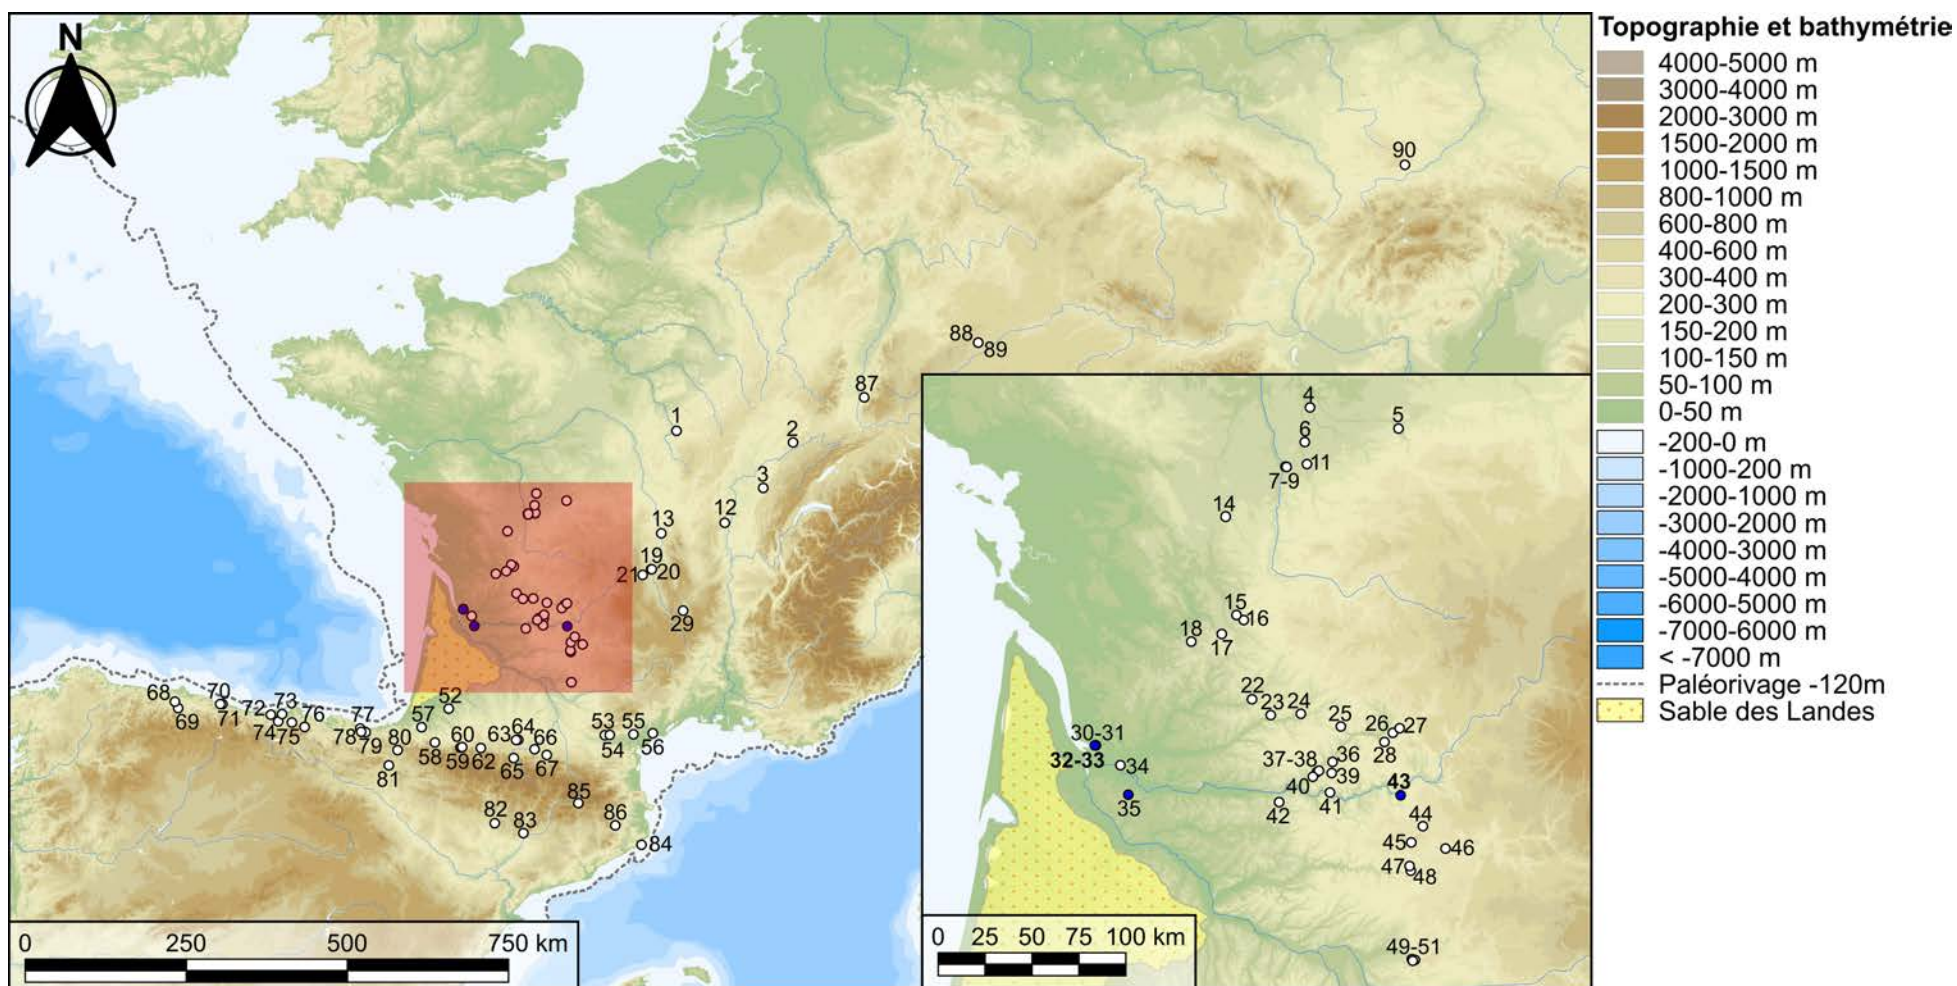 N
Topographie et bathymétrie
4000-5000 m
3000-4000 m
2000-3000 m
1500-2000 m
1000-1500 m
800-1000 m
600-800 m
400-600 m
300-400 m
200-300 m
150-200 m
100-150 m
50-100 m
0-50 m
-200-0 m
-1000-200 m
-2000-1000 m
-3000-2000 m
-4000-3000 m
-5000-4000 m
-6000-5000 m
-7000-6000 m
< -7000 m
Paléorivage -120m
Sable des Landes
90
88
89
87
1
2
3
12
13
19
20
21
29
68
69
70
71
72
73
74
75
76
77
78
79
80
81
52
57
58
60
59
62
63
64
65
66
67
53
54
55
56
82
83
85
86
84
0 250 500 750 km
4
5
6
11
7-9
14
15
16
17
18
22
23
24
25
26
27
28
30-31
32-33
34
35
36
37-38
39
40
41
42
43
44
45
46
47
48
49-51
0 25 50 75 100 km